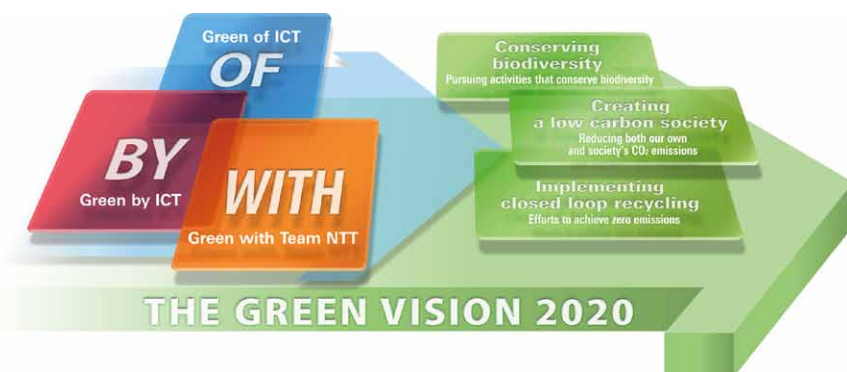 Green of ICT
OF
BY
Green by ICT
WITH
Green with Team NTT
Conserving
biodiversity
Pursuing activities that conserve biodiversity
Creating
a low carbon society
Reducing both our own
and society's CO₂ emissions
Implementing
closed loop recycling
Efforts to achieve zero emissions
THE GREEN VISION 2020